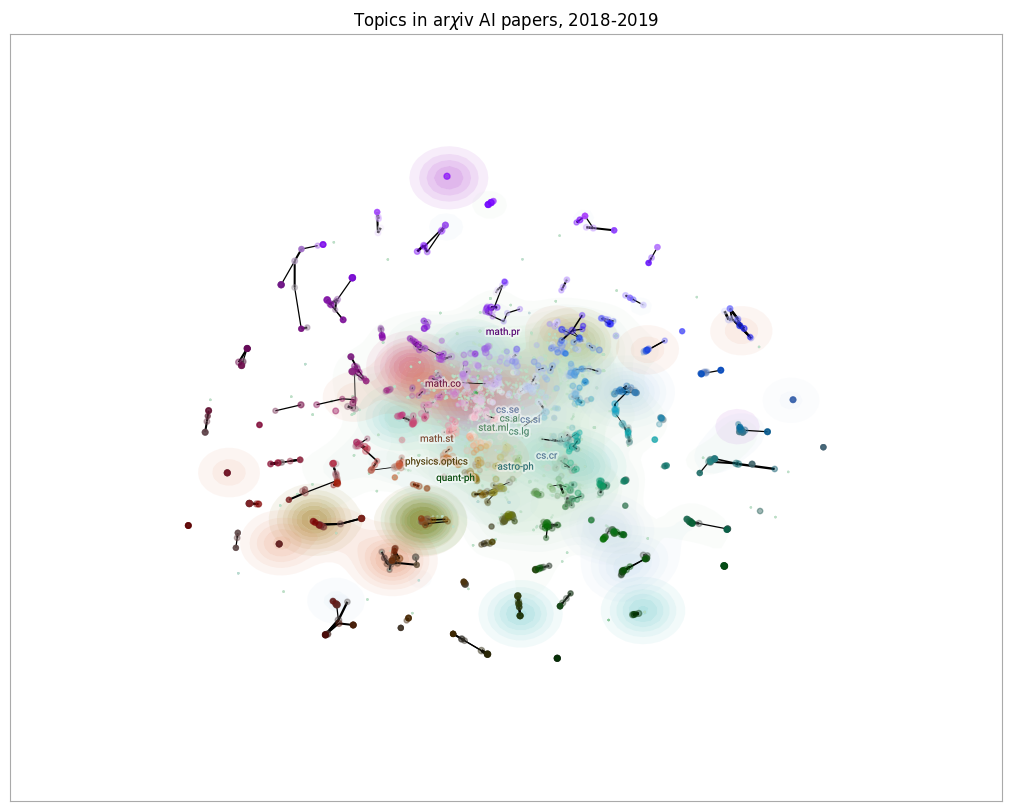 Topics in arχiv AI papers, 2018-2019
math.pr
math.co
cs.se
cs.ai
cs.si
stat.ml
cs.lg
math.st
cs.cr
physics.optics
astro-ph
quant-ph